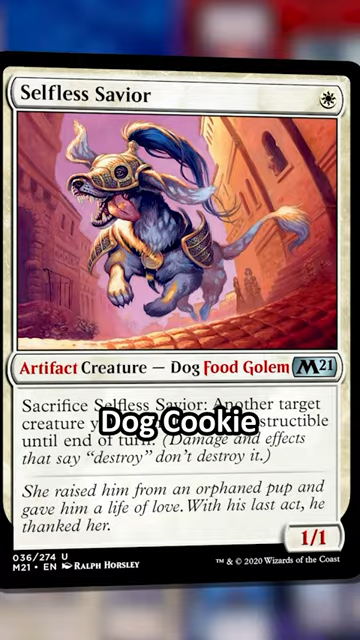 Selfless Savior
Artifact Creature — Dog Food Golem M21
Sacrifice Selfless Savior: Another target
creature
Dog Cookie
until end of turn. (Damage and effects
that say “destroy” don’t destroy it.)
She raised him from an orphaned pup and
gave him a life of love. With his last act, he
thanked her.
1/1
036/274 U
M21 • EN RALPH HORSLEY
™ & © 2020 Wizards of the Coast